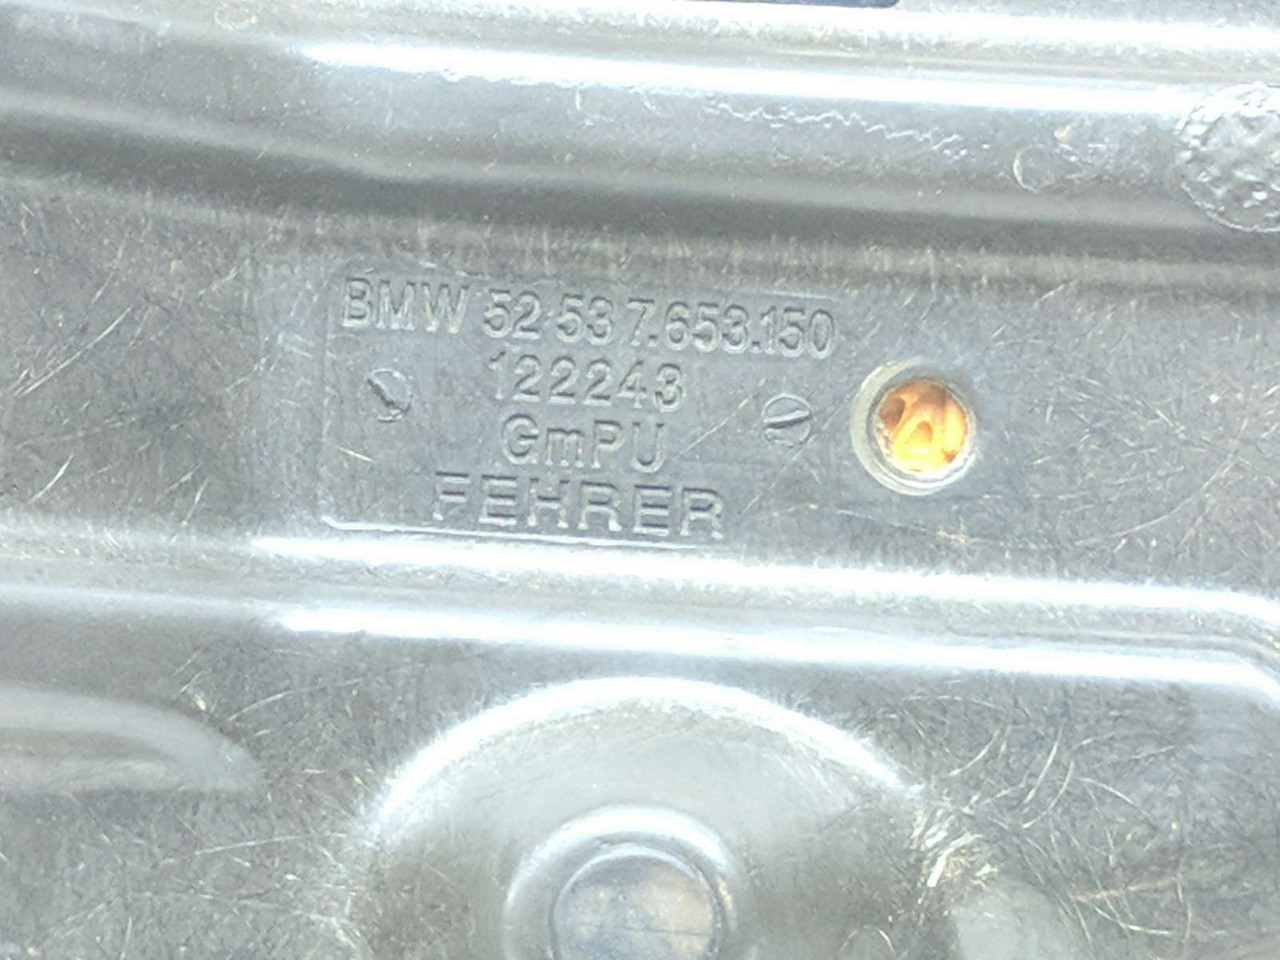 BMW 52 53 7.653.150
122243
GmPU
FEHRER